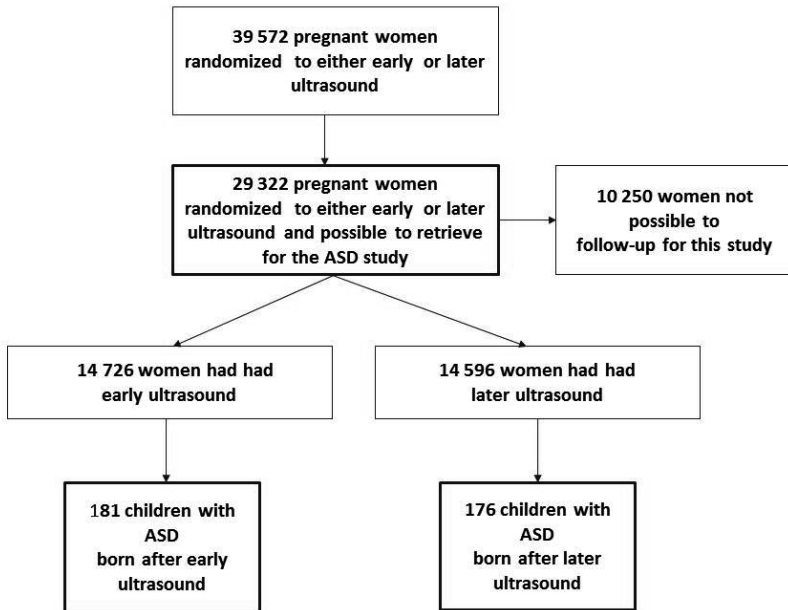 39 572 pregnant women
randomized to either early or later
ultrasound
29 322 pregnant women
randomized to either early or later
ultrasound and possible to retrieve
for the ASD study
10 250 women not
possible to
follow-up for this study
14 726 women had had
early ultrasound
14 596 women had had
later ultrasound
181 children with
ASD
born after early
ultrasound
176 children with
ASD
born after later
ultrasound